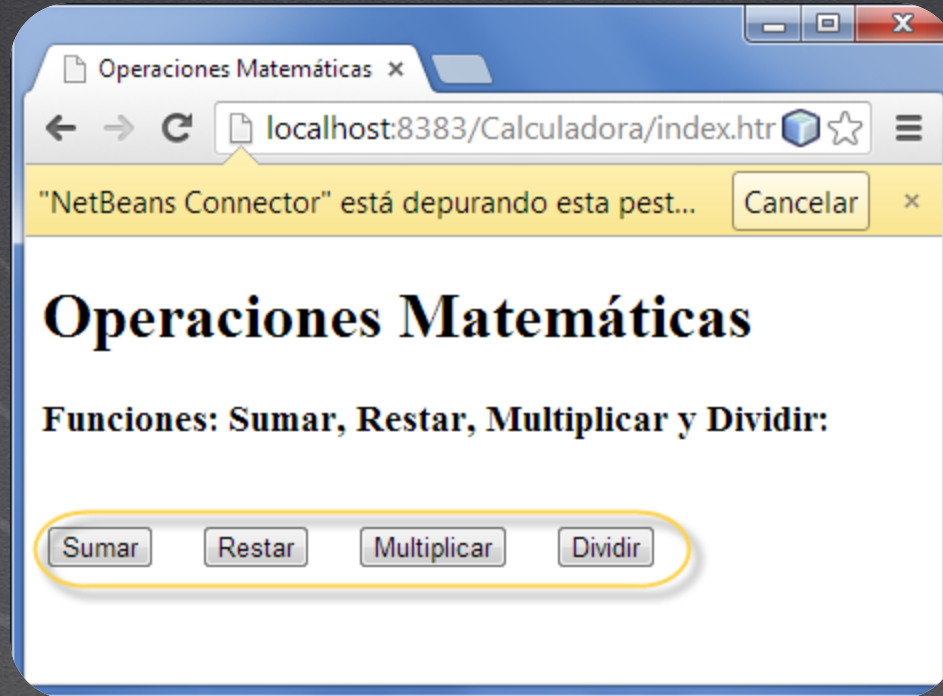 Operaciones Matemáticas
localhost:8383/Calculadora/index.htr
"NetBeans Connector" está depurando esta pest... Cancelar
Operaciones Matemáticas
Funciones: Sumar, Restar, Multiplicar y Dividir:
Sumar Restar Multiplicar Dividir